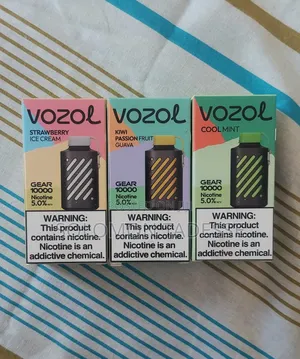 VOZOL
STRAWBERRY
ICE CREAM
GEAR
10000
Nicotine
5.0%
WARNING:
This product
contains nicotine.
Nicotine is an
addictive chemical.
VOZOL
KIWI
PASSION FRUIT
GUAVA
GEAR
10000
Nicotine
5.0%
WARNING:
This product
contains nicotine.
Nicotine is an
addictive chemical.
VOZOL
COOL MINT
GEAR
10000
Nicotine
5.0%
WARNING:
This product
contains nicotine.
Nicotine is an
addictive chemical.